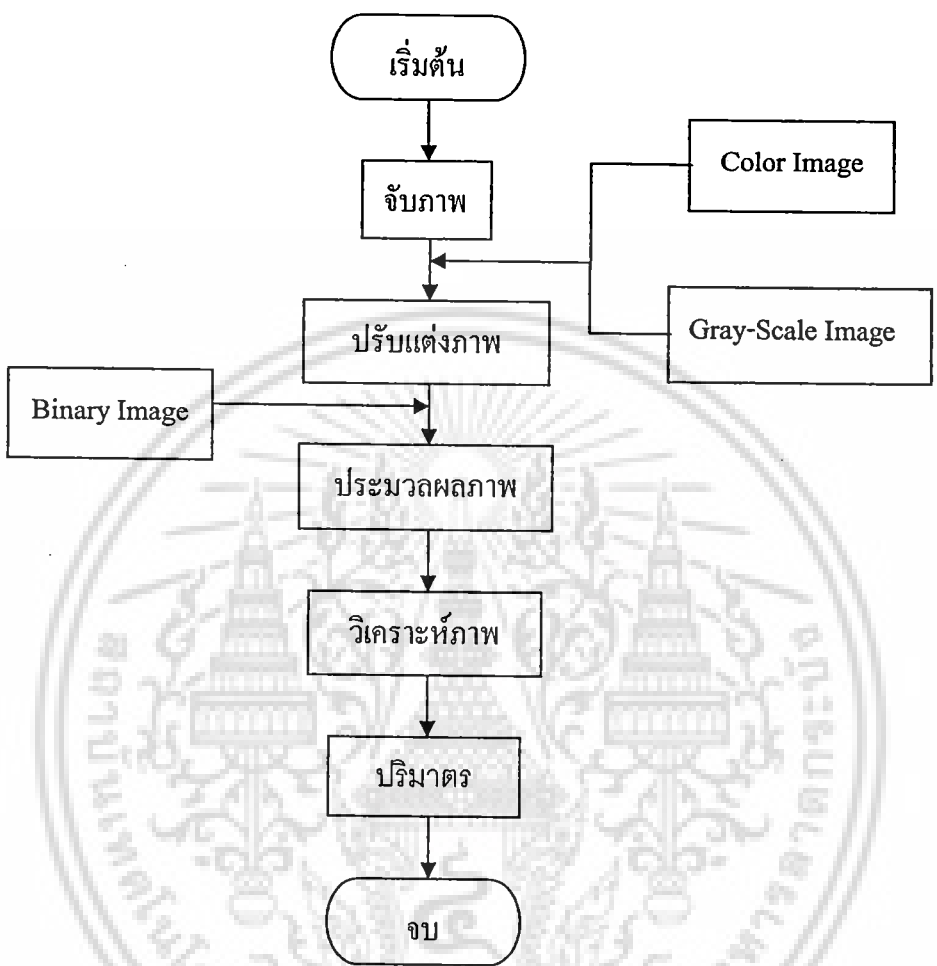 เริ่มต้น
จับภาพ
Color Image
ปรับแต่งภาพ
Gray-Scale Image
Binary Image
ประมวลผลภาพ
วิเคราะห์ภาพ
ปริมาตร
จบ